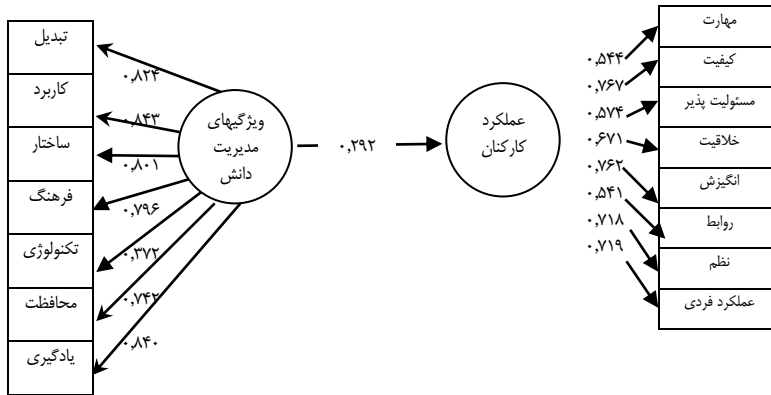 مهارت
کیفیت
مسئولیت پذیر
خلاقیت
انگیزش
روابط
نظم
عملکرد فردی
۰,۵۴۴
۰,۷۶۷
۰,۵۷۴
۰,۶۷۱
۰,۷۶۲
۰,۵۴۱
۰,۷۱۸
۰,۷۱۹
عملکرد
کارکنان
۰,۲۹۲
ویژگیهای
مدیریت
دانش
۰,۸۲۴
۰,۸۴۳
۰,۸۰۱
۰,۷۹۶
۰,۳۷۲
۰,۷۴۲
۰,۸۴۰
تبدیل
کاربرد
ساختار
فرهنگ
تکنولوژی
محافظت
یادگیری